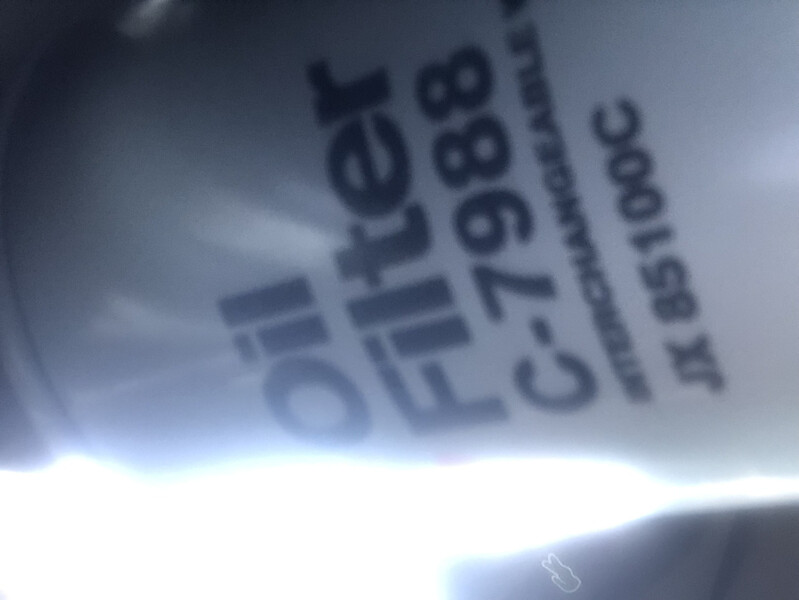 Oil
Filter
C-7988
INTERCHANGEABLE
JX 85100C